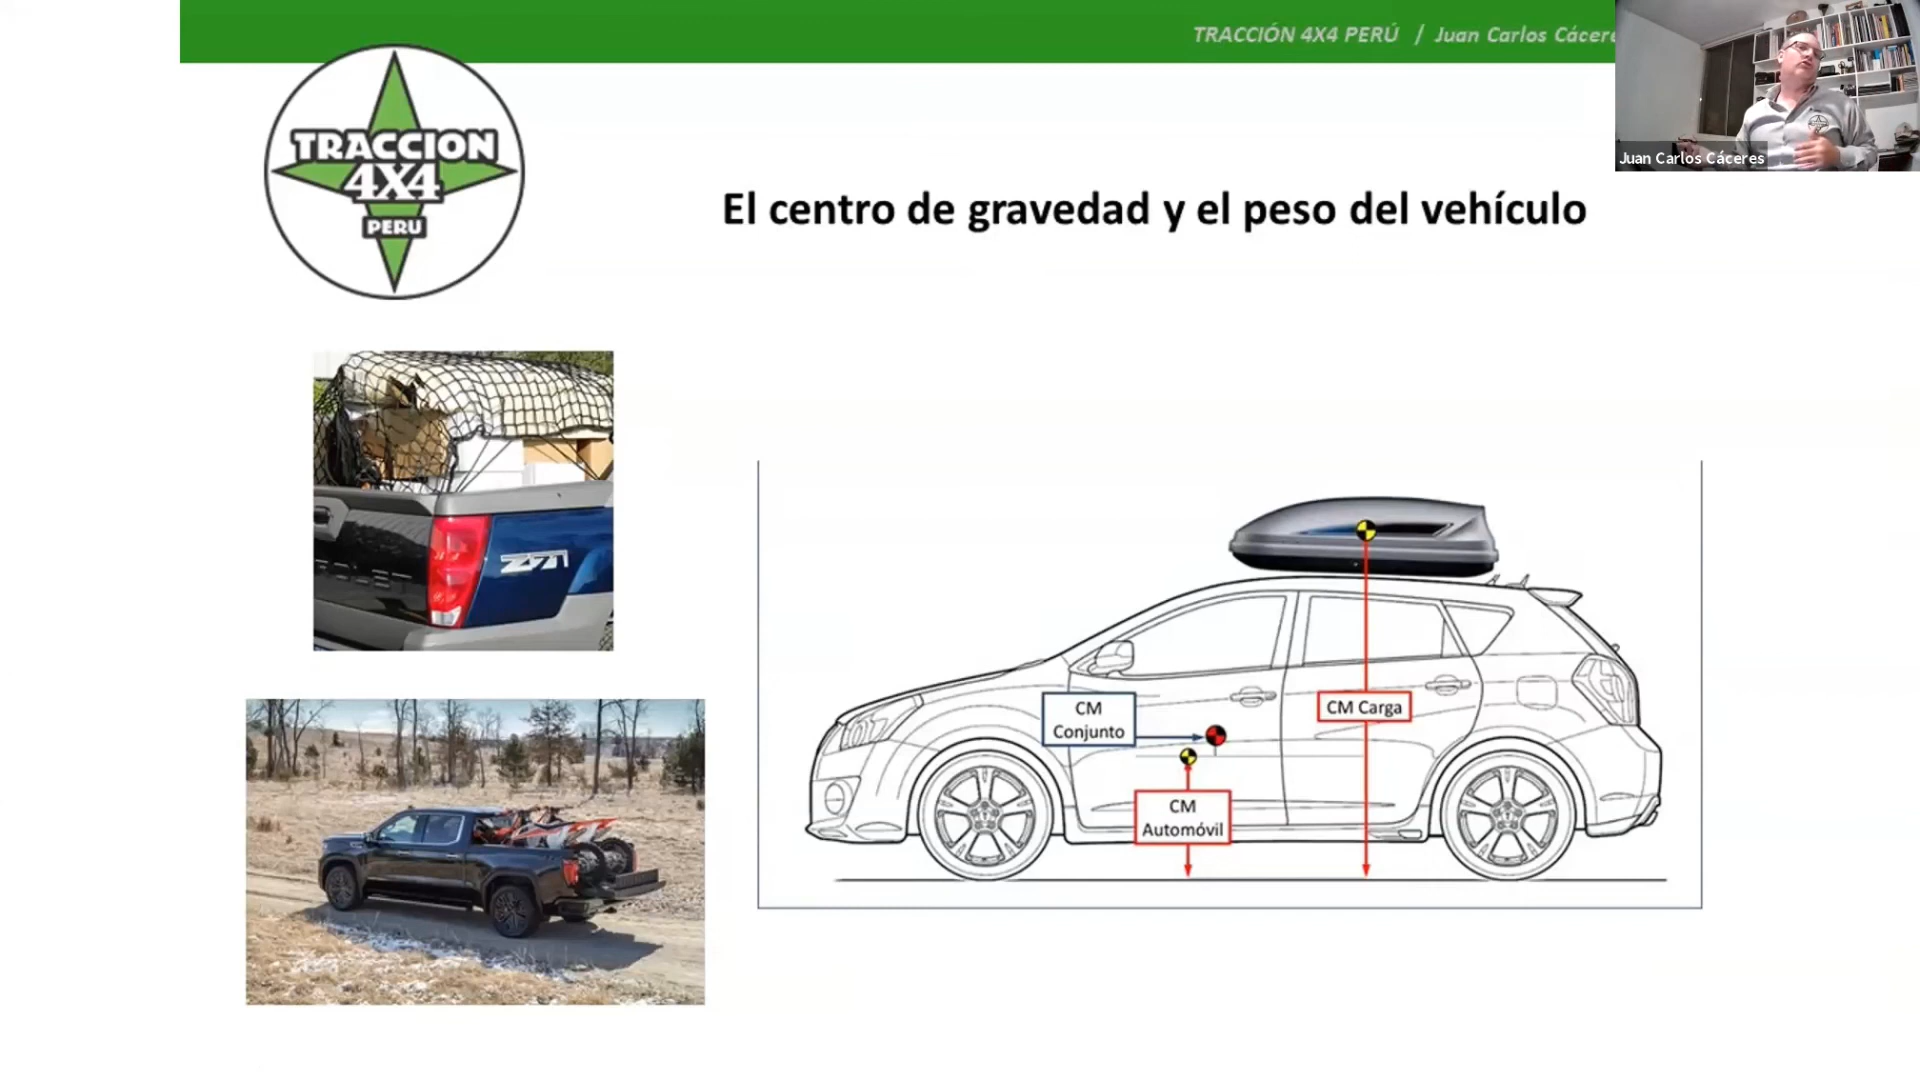 TRACCIÓN 4X4 PERÚ / Juan Carlos Cácere
Juan Carlos Cáceres
TRACCION
4X4
PERU
El centro de gravedad y el peso del vehículo
Z71
CM
Conjunto
CM Carga
CM
Automóvil